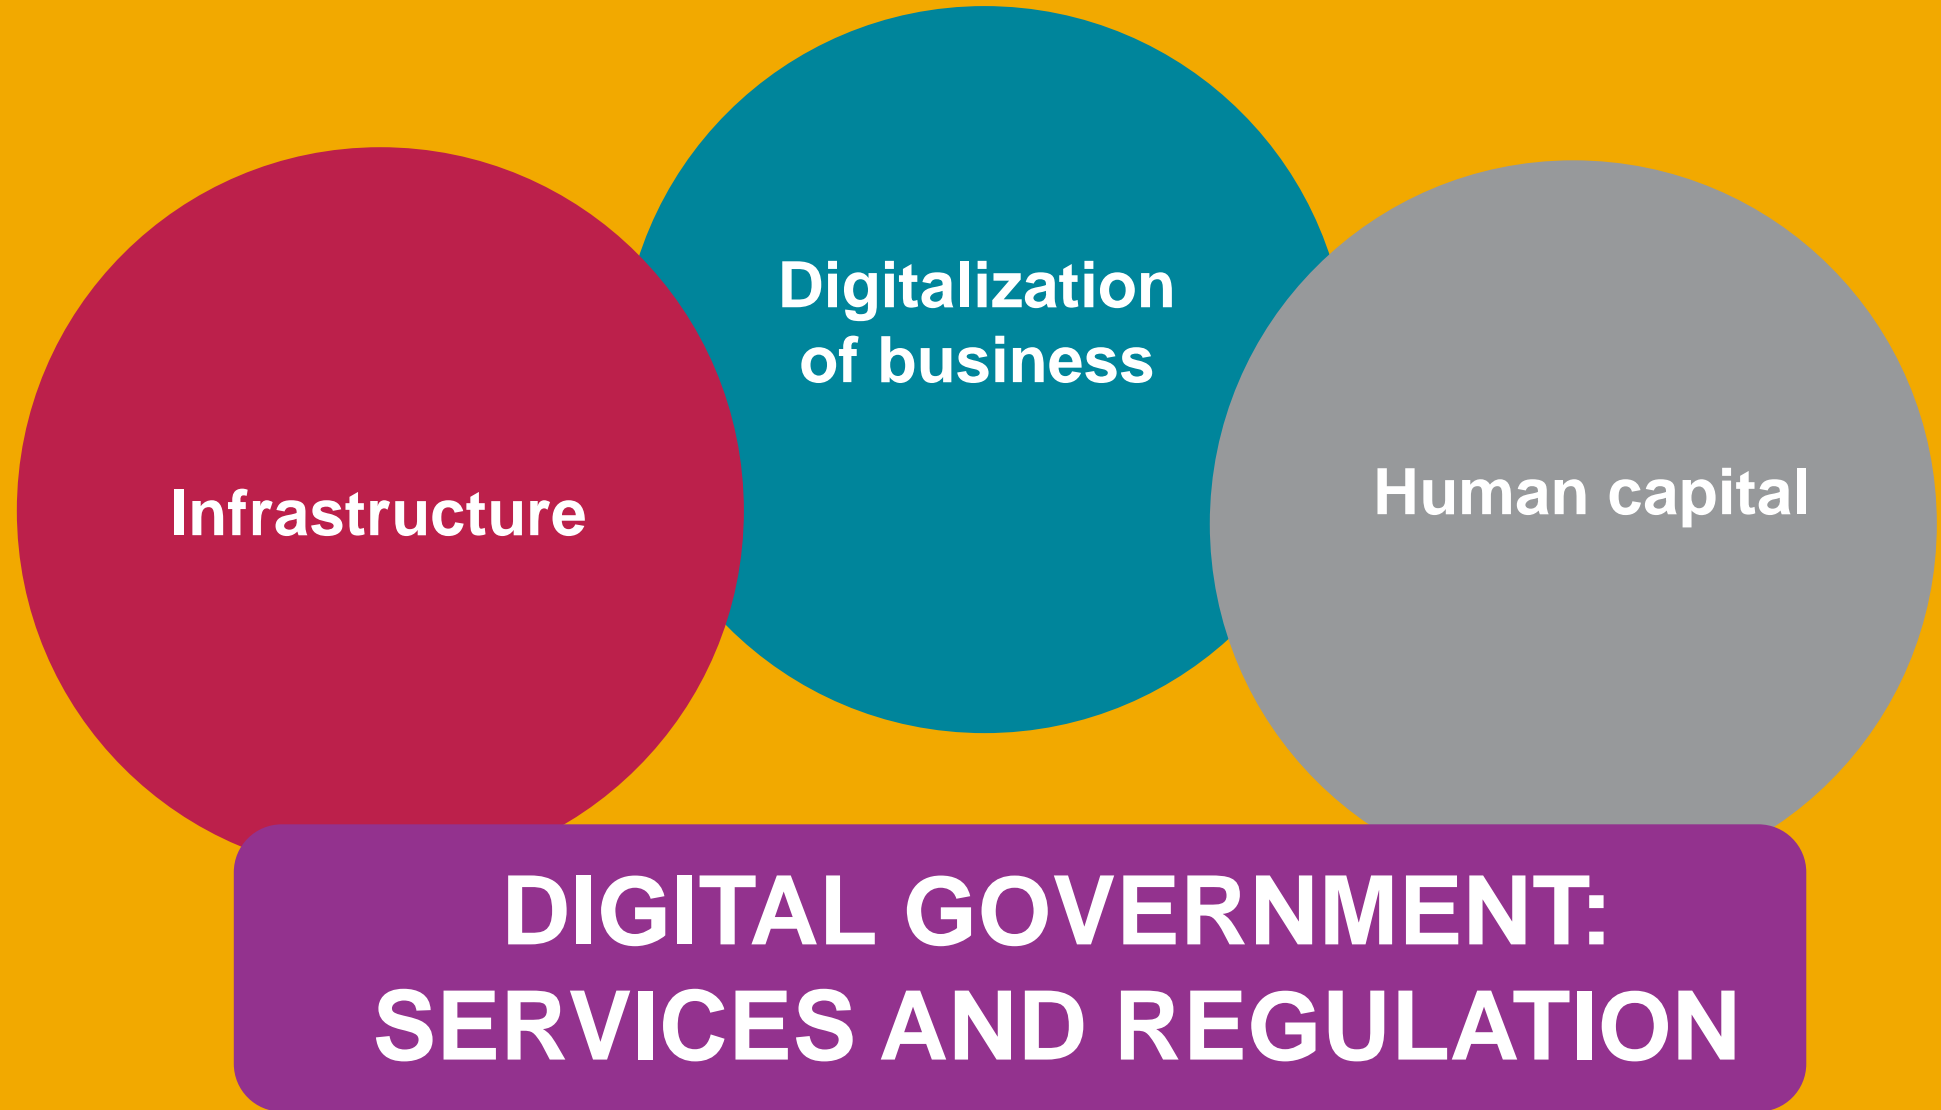 Digitalization
of business
Infrastructure
Human capital
DIGITAL GOVERNMENT:
SERVICES AND REGULATION